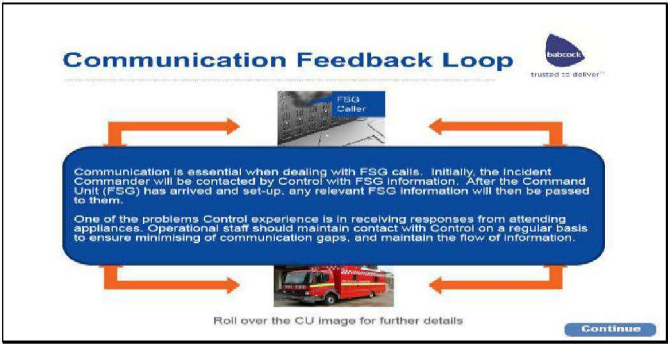 Communication Feedback Loop
babcock
trusted to deliver™
FSG
Caller
Communication is essential when dealing with FSG calls. Initially, the Incident
Commander will be contacted by Control with FSG information. After the Command
Unit (FSG) has arrived and set-up, any relevant FSG information will then be passed
to them.
One of the problems Control experience is in receiving responses from attending
appliances. Operational staff should maintain contact with Control on a regular basis
to ensure minimising of communication gaps, and maintain the flow of information.
Roll over the CU image for further details
Continue